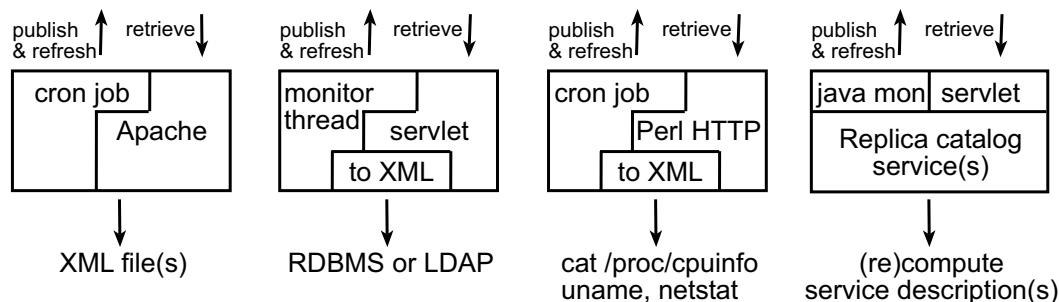 publish
& refresh
retrieve
cron job
Apache
XML file(s)
publish
& refresh
retrieve
monitor
thread
servlet
to XML
RDBMS or LDAP
publish
& refresh
retrieve
cron job
Perl HTTP
to XML
cat /proc/cpuinfo
uname, netstat
publish
& refresh
retrieve
java mon
servlet
Replica catalog
service(s)
(re)compute
service description(s)